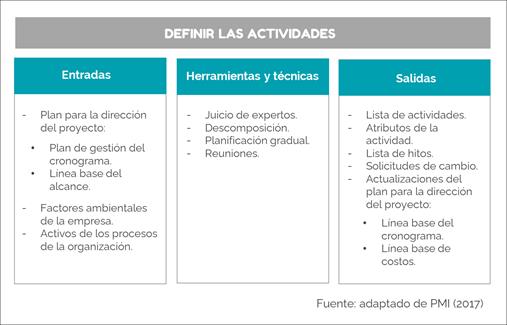 DEFINIR LAS ACTIVIDADES
Entradas
- Plan para la dirección
del proyecto:
• Plan de gestión del
cronograma.
• Línea base del
alcance.
- Factores ambientales
de la empresa.
- Activos de los procesos
de la organización.
Herramientas y técnicas
- Juicio de expertos.
- Descomposición.
- Planificación gradual.
- Reuniones.
Salidas
- Lista de actividades.
- Atributos de la
actividad.
- Lista de hitos.
- Solicitudes de cambio.
- Actualizaciones del
plan para la dirección
del proyecto:
• Línea base del
cronograma.
• Línea base de
costos.
Fuente: adaptado de PMI (2017)